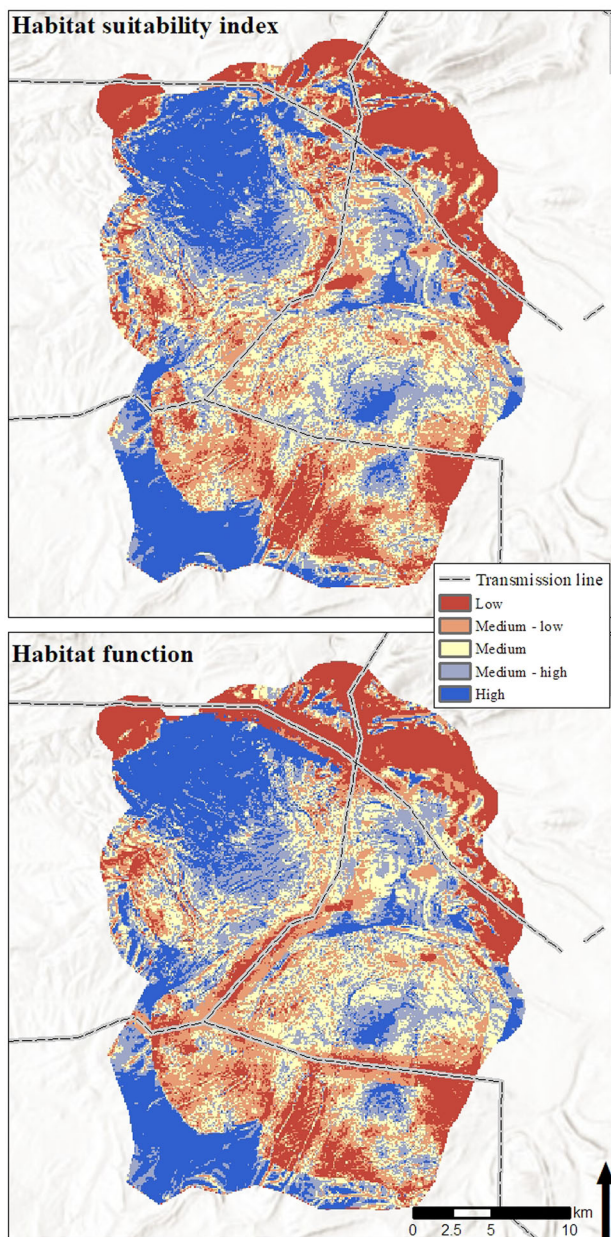 Habitat suitability index
Transmission line
Low
Medium - low
Medium
Medium - high
High
Habitat function
km
0 2.5 5 10